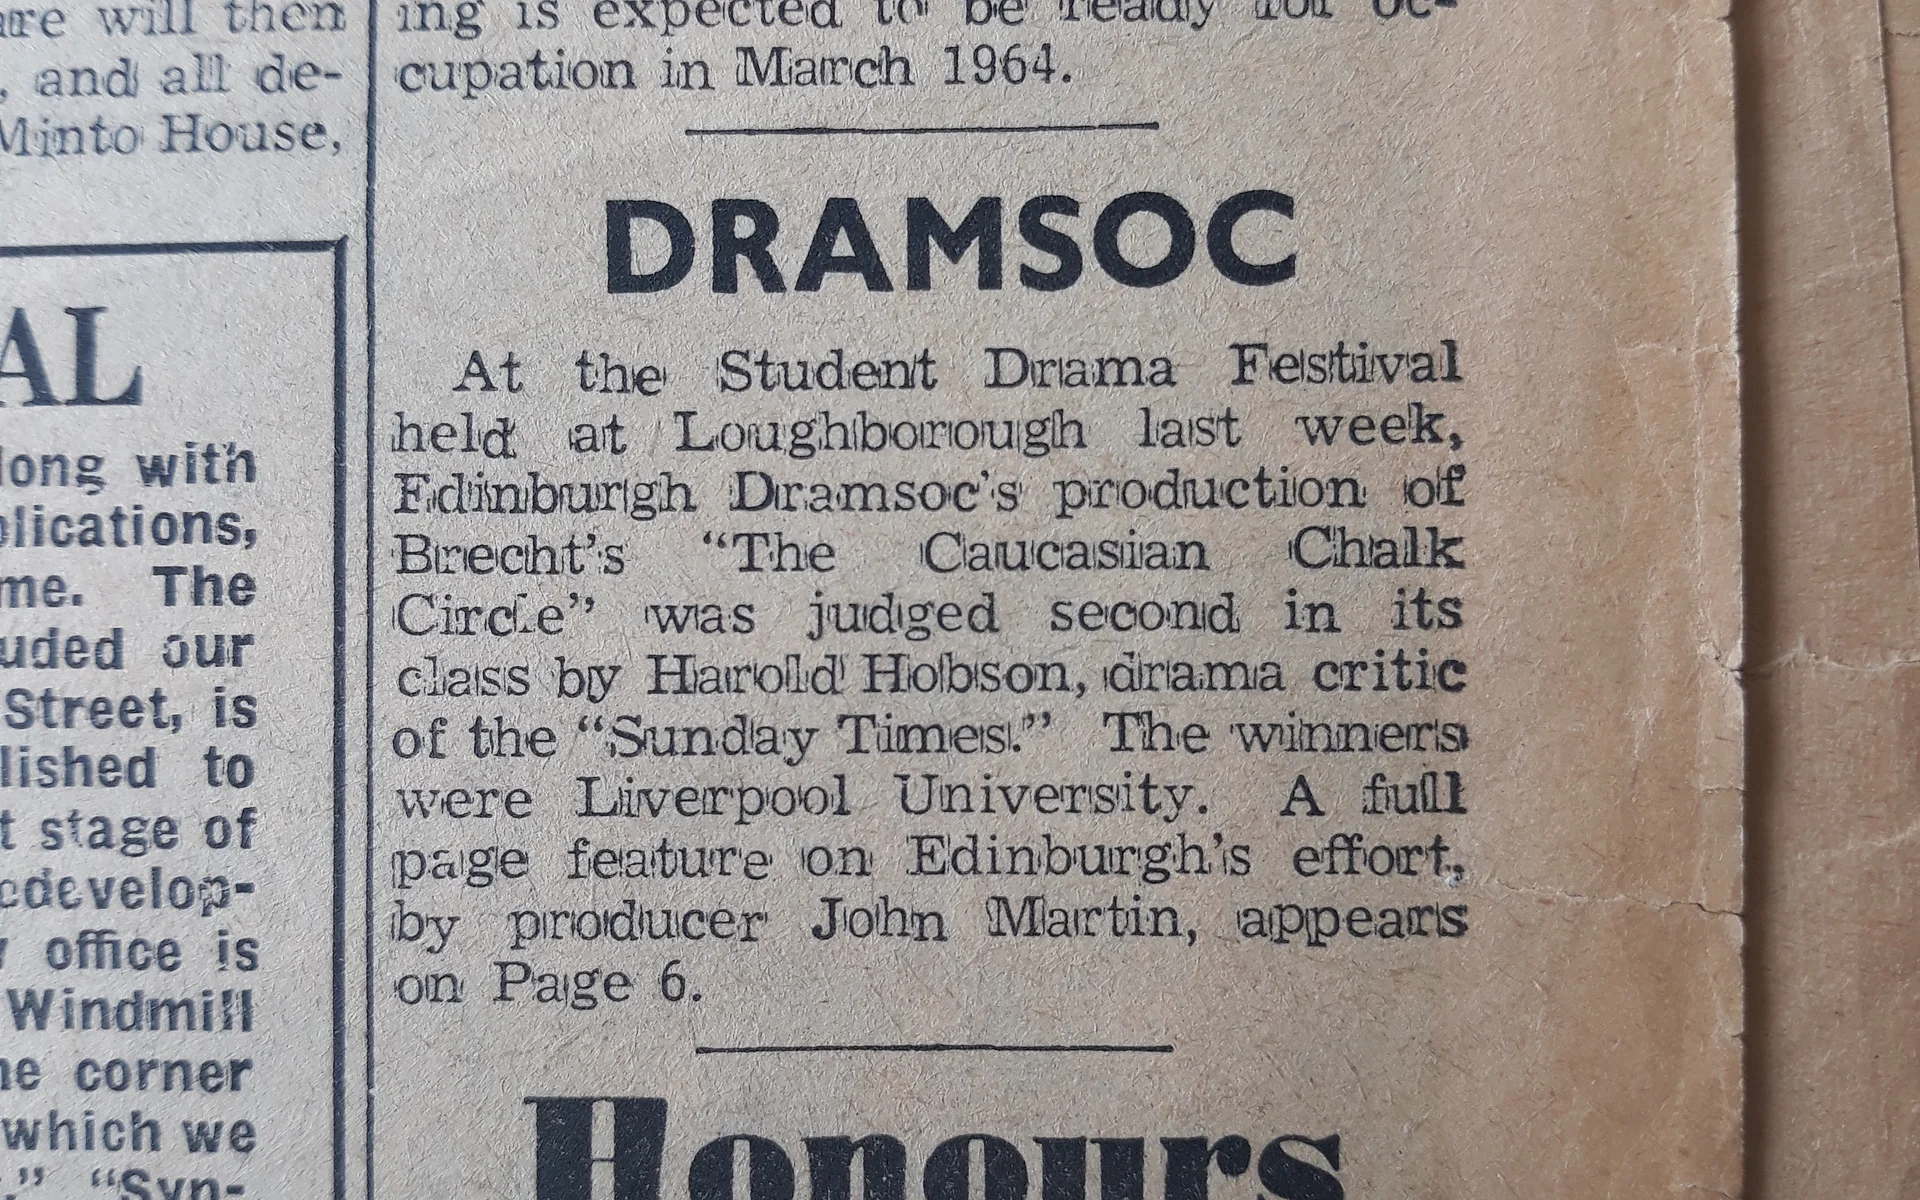 are will then
, and all de-
Minto House,
AL
long with
plications,
me. The
uded our
Street, is
lished to
t stage of
edevelop-
office is
Windmill
he corner
which we
." "Syn-
ing is expected to be ready for oc-
cupation in March 1964.
DRAMSOC
At the Student Drama Festival
held at Loughborough last week,
Edinburgh Dramsoc's production of
Brecht's "The Caucasian Chalk
Circle" was judged second in its
class by Harold Hobson, drama critic
of the "Sunday Times." The winners
were Liverpool University. A full
page feature on Edinburgh's effort,
by producer John Martin, appears
on Page 6.
Honours